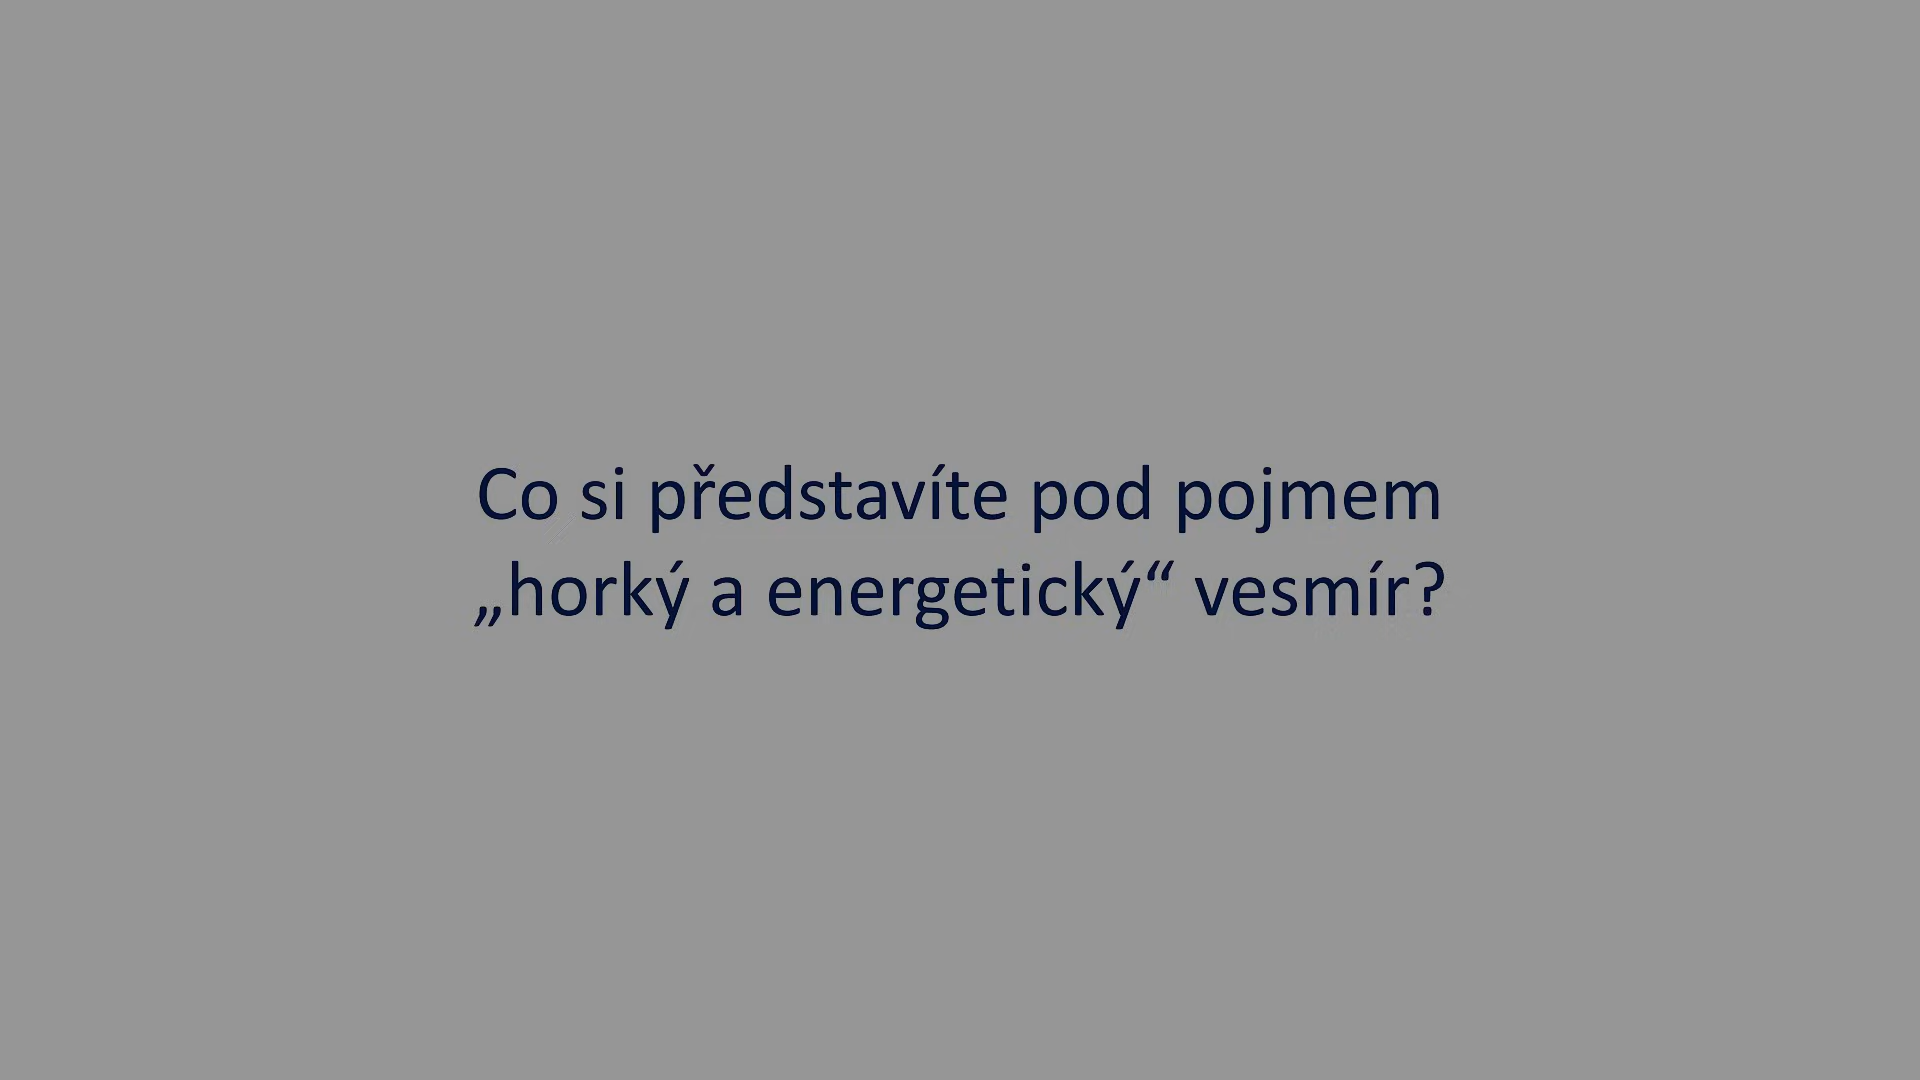 Co si představíte pod pojmem
„horký a energetický“ vesmír?